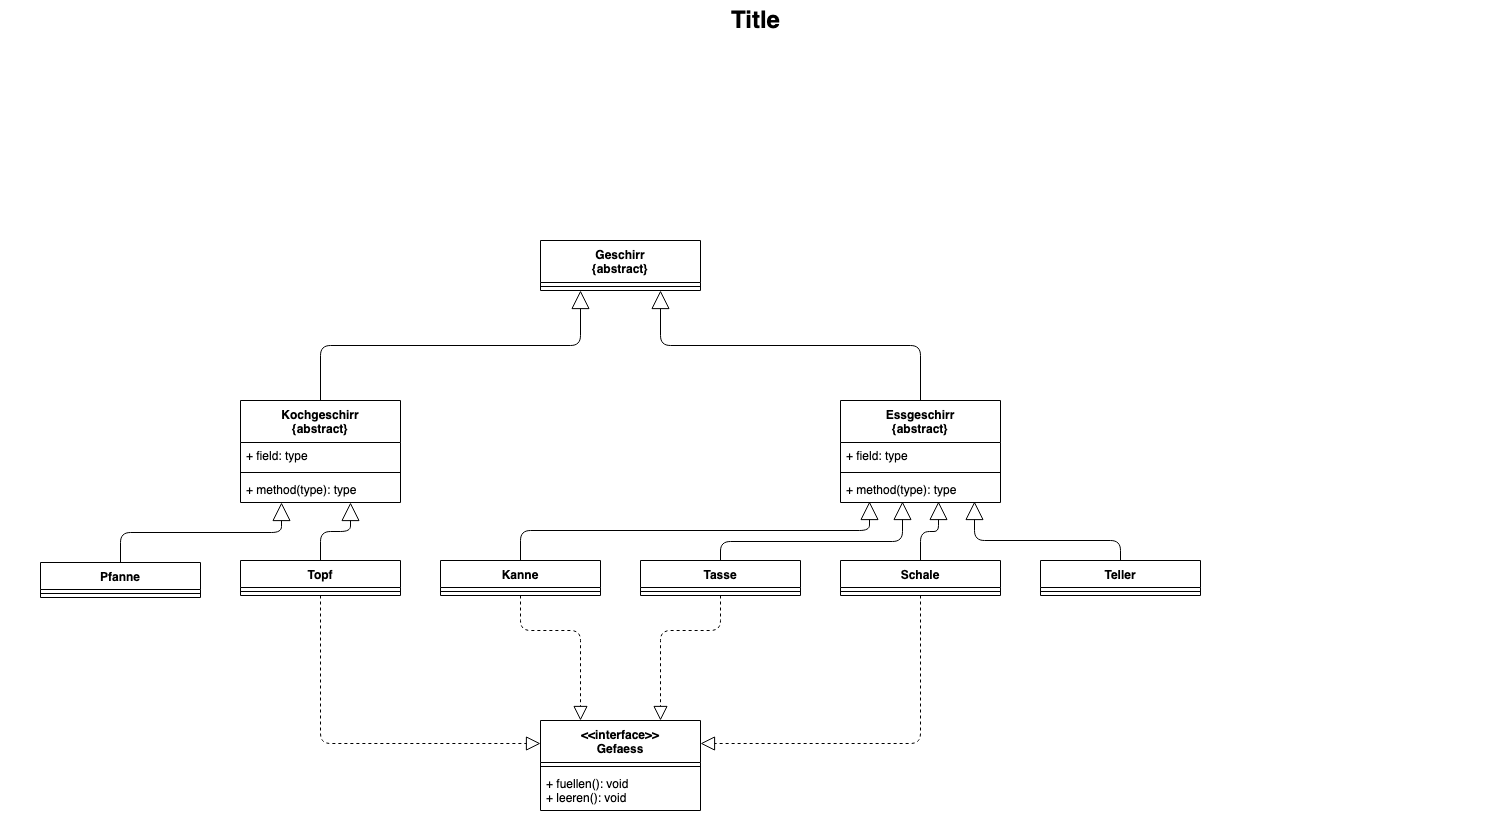 Title
Geschirr
{abstract}
Kochgeschirr
{abstract}
+ field: type
+ method(type): type
Essgeschirr
{abstract}
+ field: type
+ method(type): type
Pfanne
Topf
Kanne
Tasse
Schale
Teller
<<interface>>
Gefaess
+ fuellen(): void
+ leeren(): void